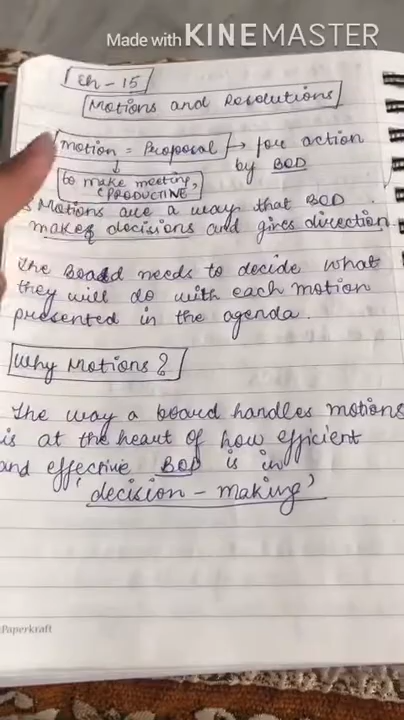 Made with KINEMASTER
Ch - 15
Motions and Resolutions
motion = Proposal → for action
by BOD
to make meeting,
PRODUCTIVE
Motions are a way that BOD
makes decisions and gives direction.
The Board needs to decide what
they will do with each motion
presented in the agenda.
Why Motions?
The way a board handles motions
is at the heart of how efficient
and effective BOD is in
'decision - making'
Paperkraft